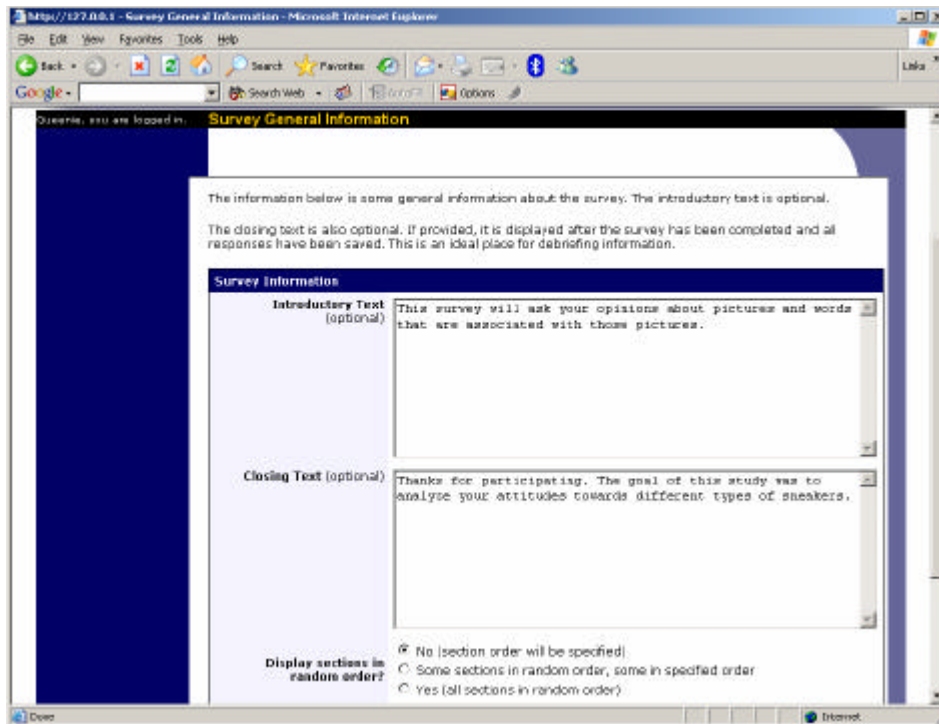 http://127.0.0.1 - Survey General Information - Microsoft Internet Explorer
File Edit View Favorites Tools Help
Back Search Favorites Links
Google Search Web Options
you are logged in. Survey General Information
The information below is some general information about the survey. The introductory text is optional.
The closing text is also optional. If provided, it is displayed after the survey has been completed and all
responses have been saved. This is an ideal place for debriefing information.
Survey Information
Introductory Text
(optional)
This survey will ask your opinions about pictures and words
that are associated with those pictures.
Closing Text (optional)
Thanks for participating. The goal of this study was to
analyze your attitudes towards different types of sneakers.
Display sections in
random order?
No (section order will be specified)
Some sections in random order, some in specified order
Yes (all sections in random order)
Done Internet